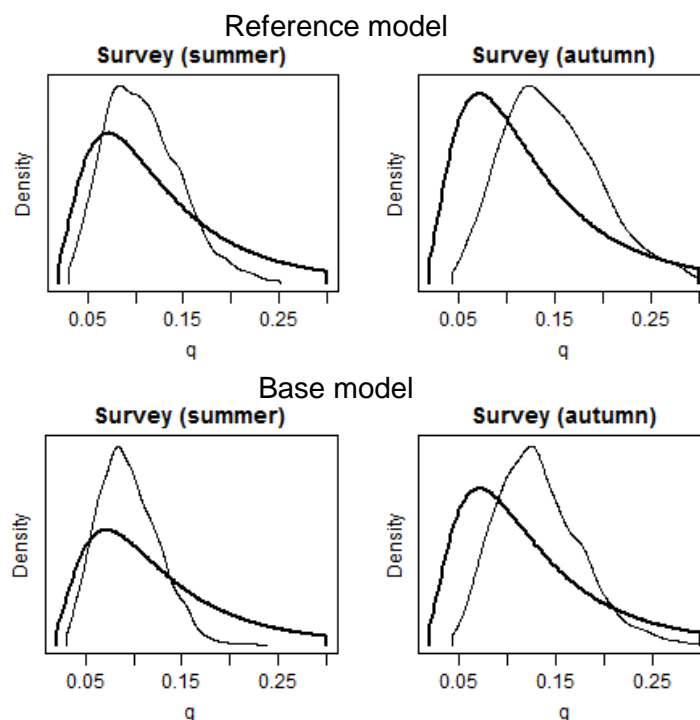 Reference model
Survey (summer)
Survey (autumn)
Density
Density
0.05 0.15 0.25
0.05 0.15 0.25
q
q
Base model
Survey (summer)
Survey (autumn)
Density
Density
0.05 0.15 0.25
0.05 0.15 0.25
q
q